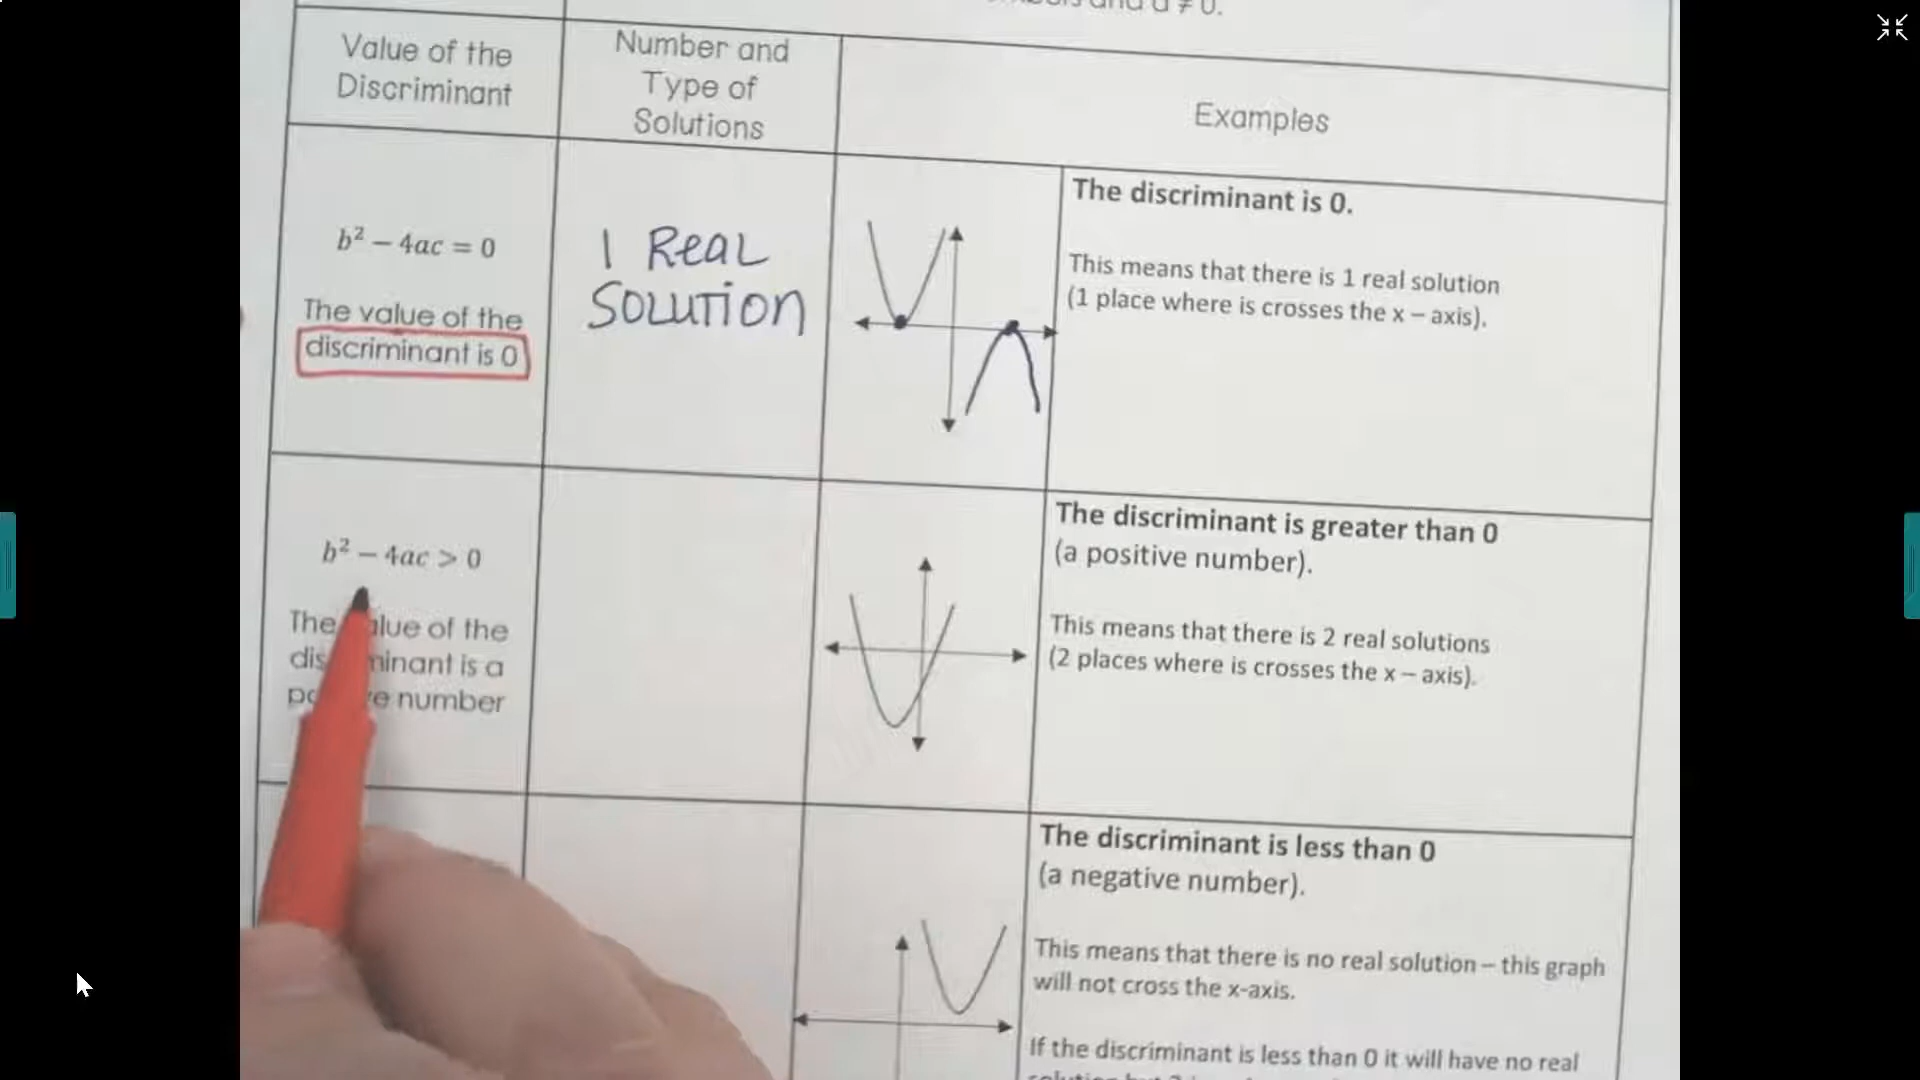 a ≠ 0.
Value of the
Discriminant
Number and
Type of
Solutions
Examples
b² − 4ac = 0
The value of the
discriminant is 0
1 REAL
SOLUTION
The discriminant is 0.
This means that there is 1 real solution
(1 place where is crosses the x – axis).
b² − 4ac > 0
The of the
is a
number
The discriminant is greater than 0
(a positive number).
This means that there is 2 real solutions
(2 places where is crosses the x – axis).
The discriminant is less than 0
(a negative number).
This means that there is no real solution – this graph
will not cross the x-axis.
If the discriminant is less than 0 it will have no real